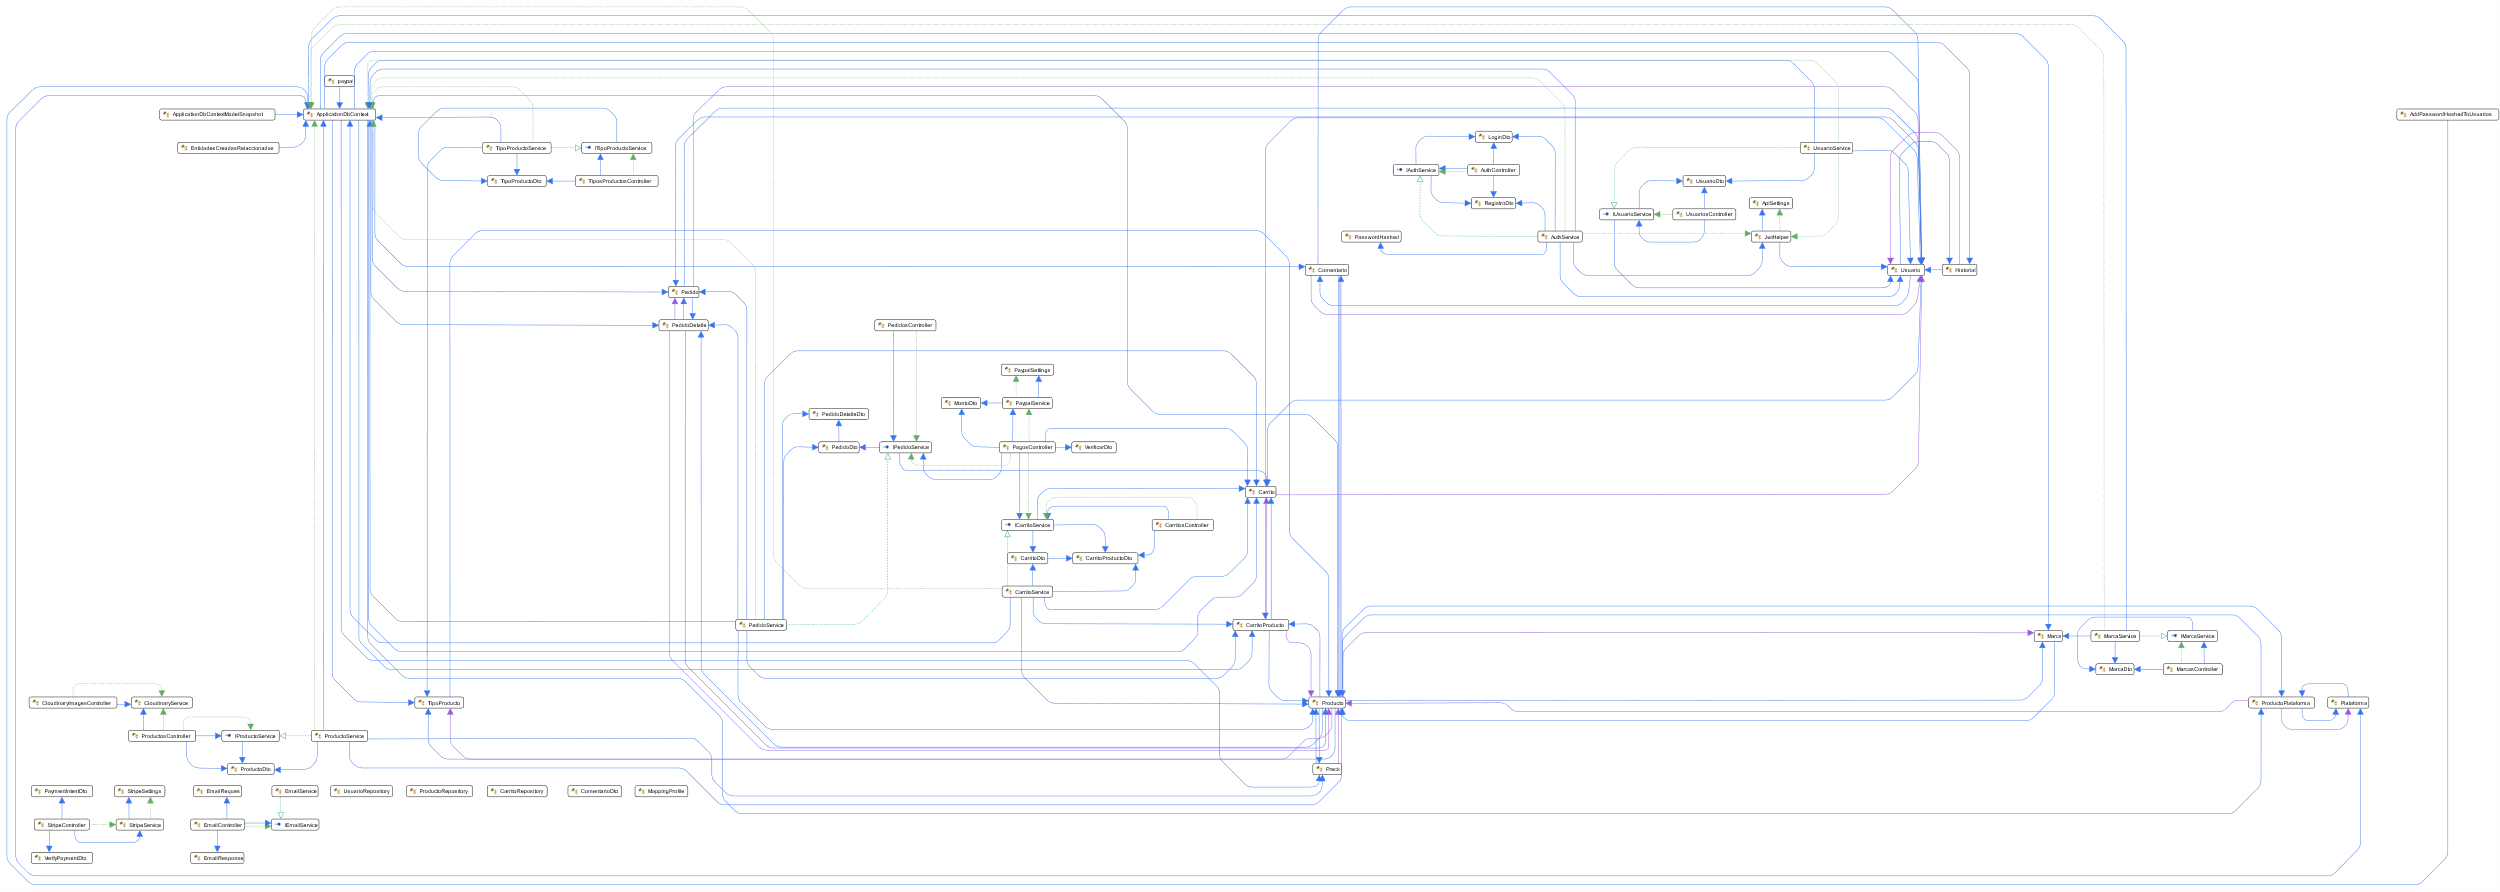 paypal
ApplicationDbContextModelSnapshot
ApplicationDbContext
AddPasswordHashedToUsuarios
EntidadesCreadasRelaccionadas
TipoProductoService
ITipoProductoService
LoginDto
UsuarioService
TipoProductoDto
TiposProductosController
IAuthService
AuthController
UsuarioDto
RegistroDto
IUsuarioService
UsuariosController
ApiSettings
PasswordHashed
AuthService
JwtHelper
Comentario
Usuario
Historial
Pedido
PedidoDetalle
PedidosController
PaypalSettings
MontoDto
PaypalService
PedidoDetalleDto
PedidoDto
IPedidoService
PagosController
VerificarDto
Carrito
ICarritoService
CarritosController
CarritoDto
CarritoProductoDto
CarritoService
PedidoService
CarritoProducto
Marca
MarcaService
IMarcaService
MarcaDto
MarcasController
CloudinaryImagesController
CloudinaryService
TipoProducto
Producto
ProductoPlataforma
Plataforma
ProductosController
IProductoService
ProductoService
ProductoDto
Precio
PaymentIntentDto
StripeSettings
EmailRequest
EmailService
UsuarioRepository
ProductoRepository
CarritoRepository
ComentarioDto
MappingProfile
StripeController
StripeService
EmailController
IEmailService
VerifyPaymentDto
EmailResponse